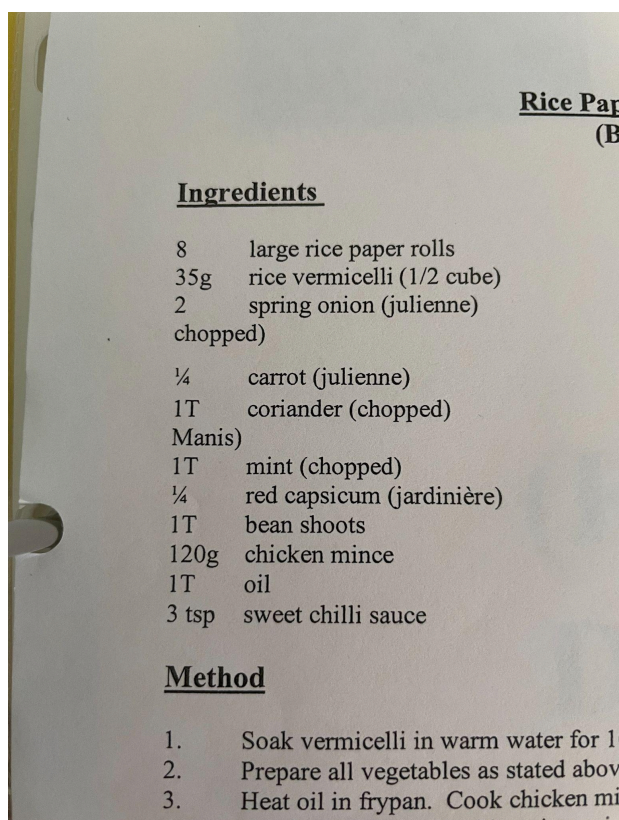 Rice Pap
(B
Ingredients
8 large rice paper rolls
35g rice vermicelli (1/2 cube)
2 spring onion (julienne)
chopped)
¼ carrot (julienne)
1T coriander (chopped)
Manis)
1T mint (chopped)
¼ red capsicum (jardinière)
1T bean shoots
120g chicken mince
1T oil
3 tsp sweet chilli sauce
Method
1. Soak vermicelli in warm water for 1
2. Prepare all vegetables as stated abov
3. Heat oil in frypan. Cook chicken mi